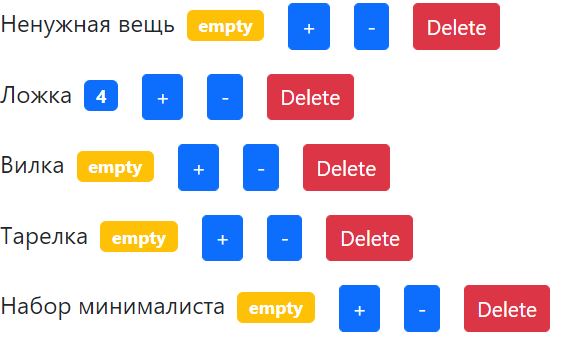 Ненужная вещь empty + - Delete
Ложка 4 + - Delete
Вилка empty + - Delete
Тарелка empty + - Delete
Набор минималиста empty + - Delete